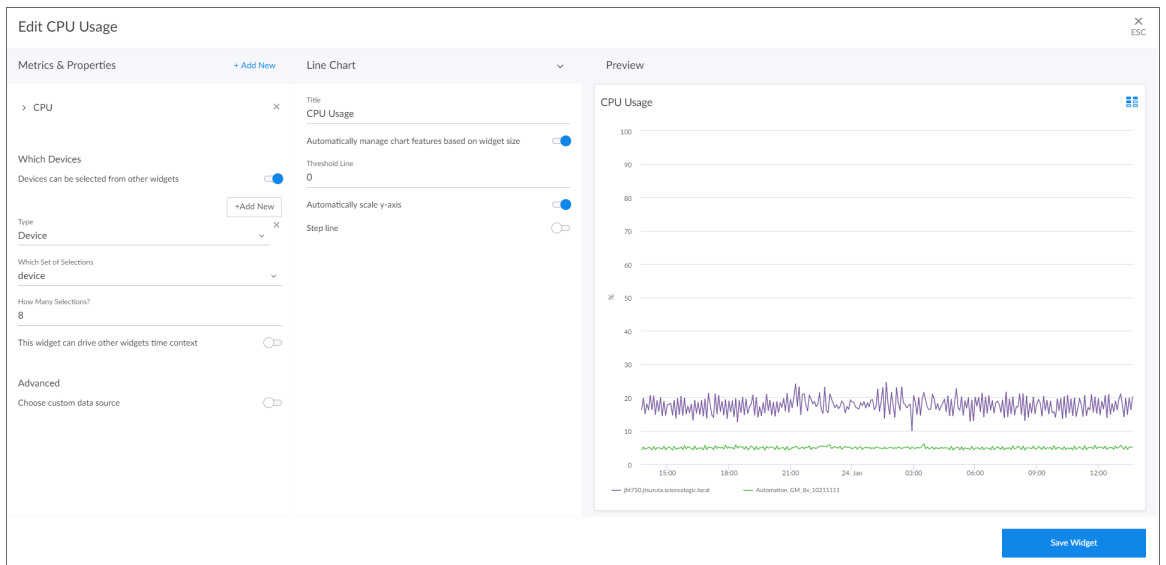 Edit CPU Usage
ESC
Metrics & Properties
+ Add New
CPU
Which Devices
Devices can be selected from other widgets
+Add New
Type
Device
Which Set of Selections
device
How Many Selections?
8
This widget can drive other widgets time context
Advanced
Choose custom data source
Line Chart
Title
CPU Usage
Automatically manage chart features based on widget size
Threshold Line
0
Automatically scale y-axis
Step line
Preview
CPU Usage
100
90
80
70
60
50
40
30
20
10
0
%
15:00 18:00 21:00 24. Jan 03:00 06:00 09:00 12:00
Automation_GM_8x_10215111
Save Widget